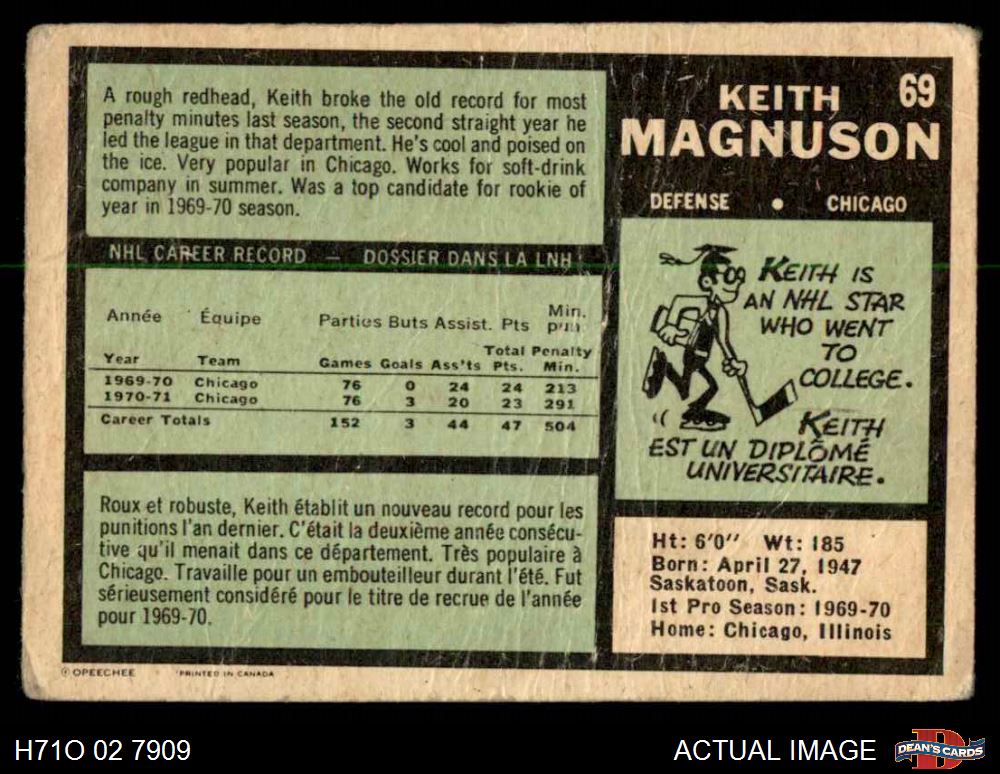 A rough redhead, Keith broke the old record for most
penalty minutes last season, the second straight year he
led the league in that department. He's cool and poised on
the ice. Very popular in Chicago. Works for soft-drink
company in summer. Was a top candidate for rookie of
year in 1969-70 season.
NHL CAREER RECORD — DOSSIER DANS LA LNH
Année Équipe Parties Buts Assist. Pts Min. pun.
Year Team Games Goals Ass'ts Total Pts. Penalty Min.
1969-70 Chicago 76 0 24 24 213
1970-71 Chicago 76 3 20 23 291
Career Totals 152 3 44 47 504
Roux et robuste, Keith établit un nouveau record pour les
punitions l'an dernier. C'était la deuxième année consécu-
tive qu'il menait dans ce département. Très populaire à
Chicago. Travaille pour un embouteilleur durant l'été. Fut
sérieusement considéré pour le titre de recrue de l'année
pour 1969-70.
69
KEITH
MAGNUSON
DEFENSE • CHICAGO
KEITH IS
AN NHL STAR
WHO WENT
TO
COLLEGE.
KEITH
EST UN DIPLÔMÉ
UNIVERSITAIRE.
Ht: 6'0" Wt: 185
Born: April 27, 1947
Saskatoon, Sask.
1st Pro Season: 1969-70
Home: Chicago, Illinois
© OPEECHEE PRINTED IN CANADA
H71O 02 7909
ACTUAL IMAGE
DEAN'S CARDS